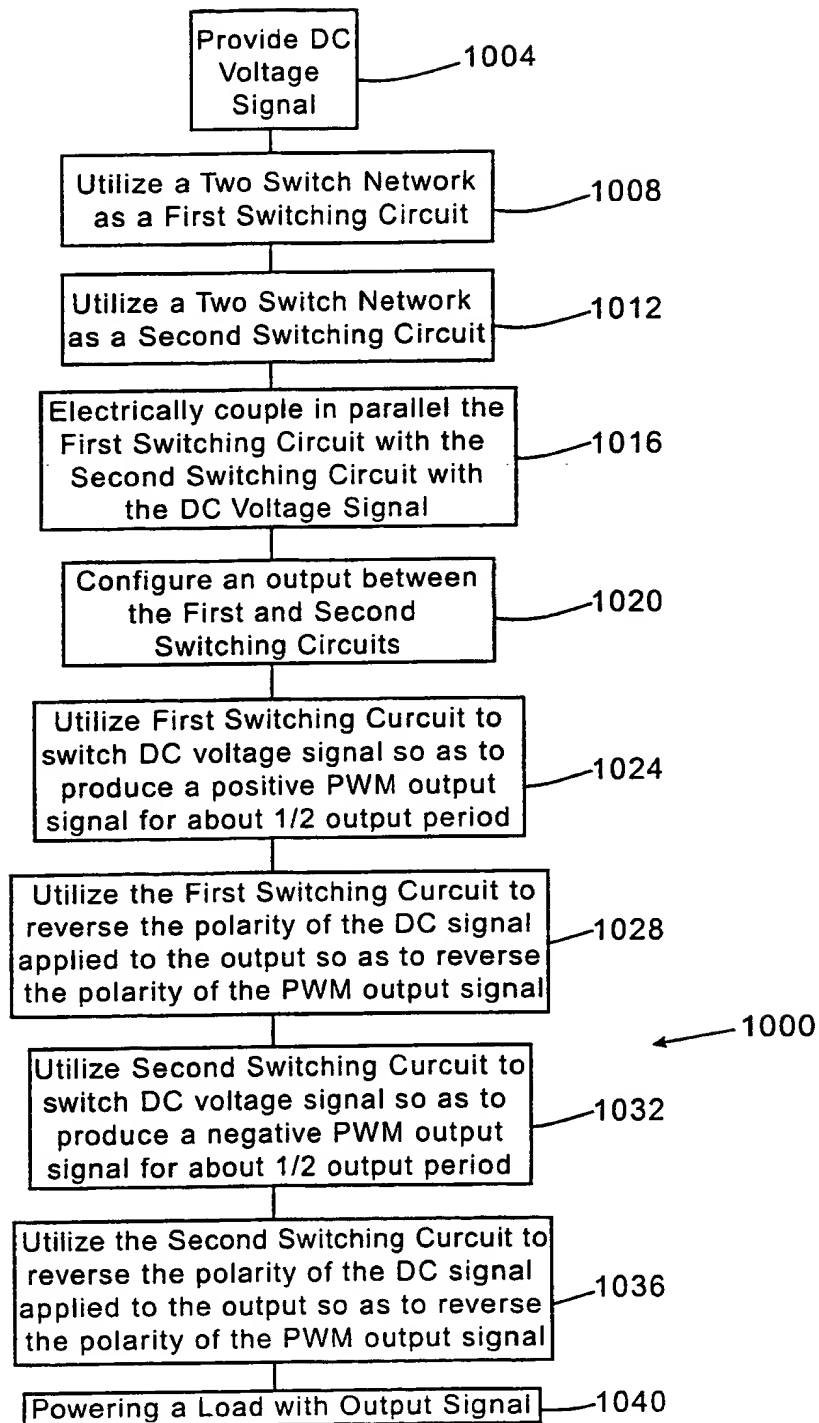 Provide DC
Voltage
Signal
1004
Utilize a Two Switch Network
as a First Switching Circuit
1008
Utilize a Two Switch Network
as a Second Switching Circuit
1012
Electrically couple in parallel the
First Switching Circuit with the
Second Switching Circuit with
the DC Voltage Signal
1016
Configure an output between
the First and Second
Switching Circuits
1020
Utilize First Switching Curcuit to
switch DC voltage signal so as to
produce a positive PWM output
signal for about 1/2 output period
1024
Utilize the First Switching Curcuit to
reverse the polarity of the DC signal
applied to the output so as to reverse
the polarity of the PWM output signal
1028
1000
Utilize Second Switching Curcuit to
switch DC voltage signal so as to
produce a negative PWM output
signal for about 1/2 output period
1032
Utilize the Second Switching Curcuit to
reverse the polarity of the DC signal
applied to the output so as to reverse
the polarity of the PWM output signal
1036
Powering a Load with Output Signal
1040